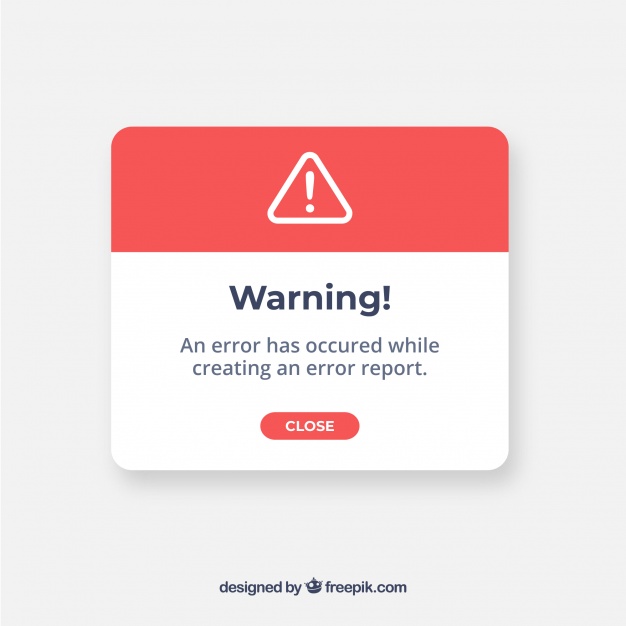 Warning!
An error has occured while
creating an error report.
CLOSE
designed by freepik.com